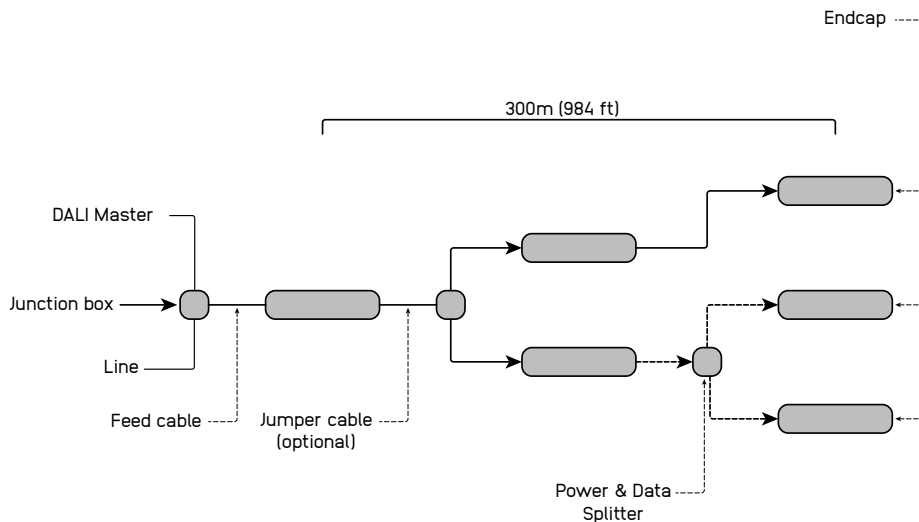 Endcap
300m (984 ft)
DALI Master
Junction box
Line
Feed cable
Jumper cable
(optional)
Power & Data
Splitter